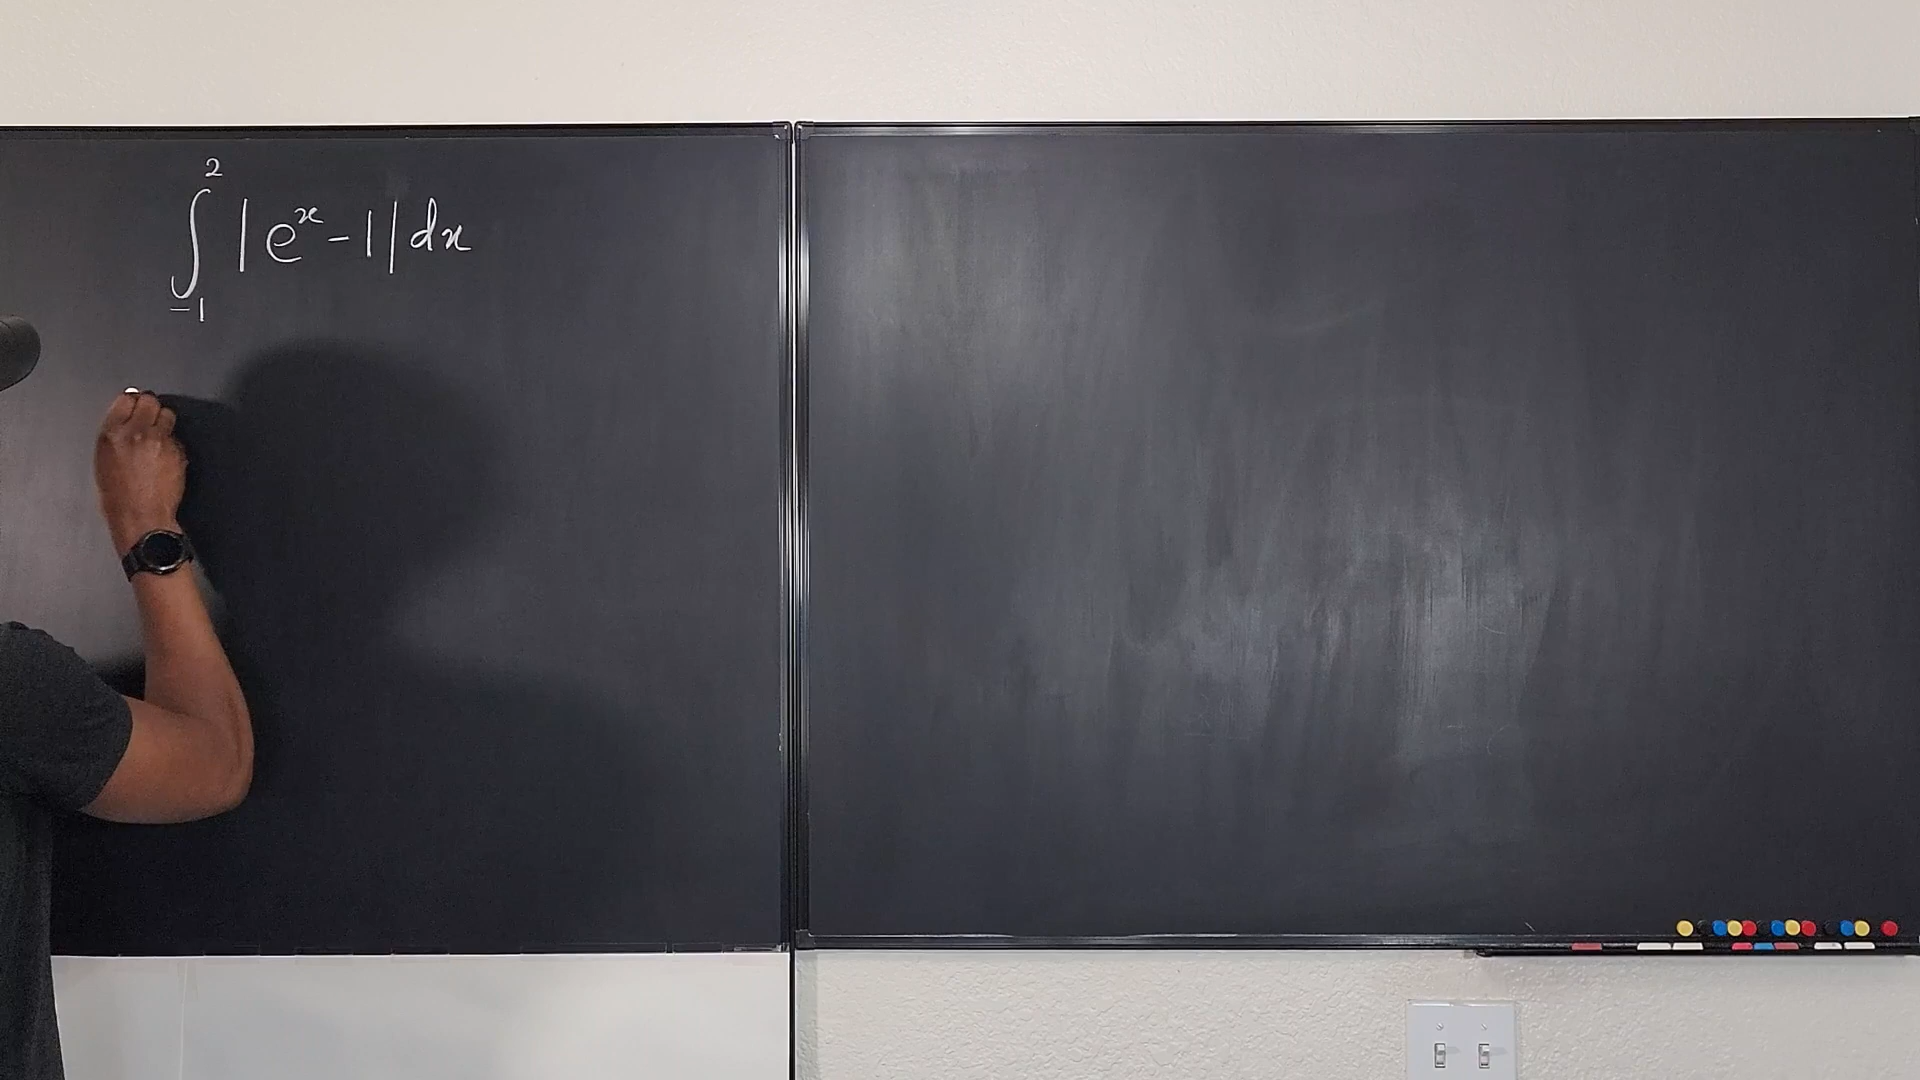 ∫_{-1}^{2} |e^x - 1| dx